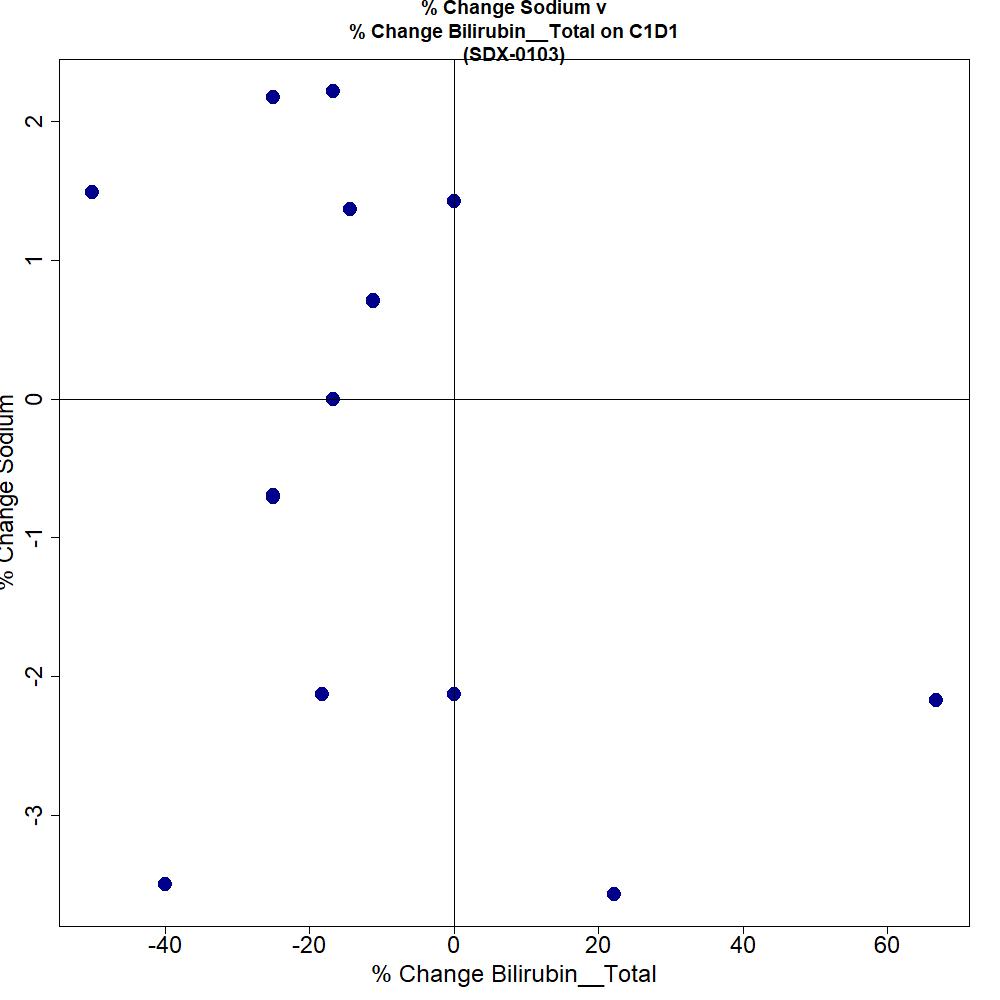 % Change Sodium v
% Change Bilirubin__Total on C1D1
(SDX-0103)
2
1
0
-1
-2
-3
% Change Sodium
-40
-20
0
20
40
60
% Change Bilirubin__Total